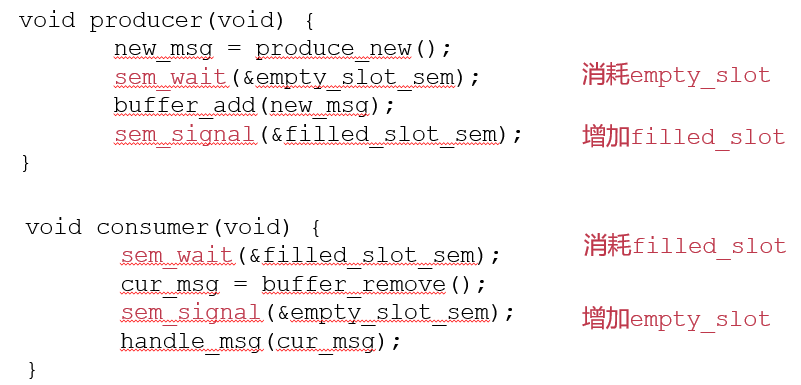 void producer(void) {
new_msg = produce_new();
sem_wait(&empty_slot_sem); 消耗empty_slot
buffer_add(new_msg);
sem_signal(&filled_slot_sem); 增加filled_slot
}
void consumer(void) {
sem_wait(&filled_slot_sem); 消耗filled_slot
cur_msg = buffer_remove();
sem_signal(&empty_slot_sem); 增加empty_slot
handle_msg(cur_msg);
}